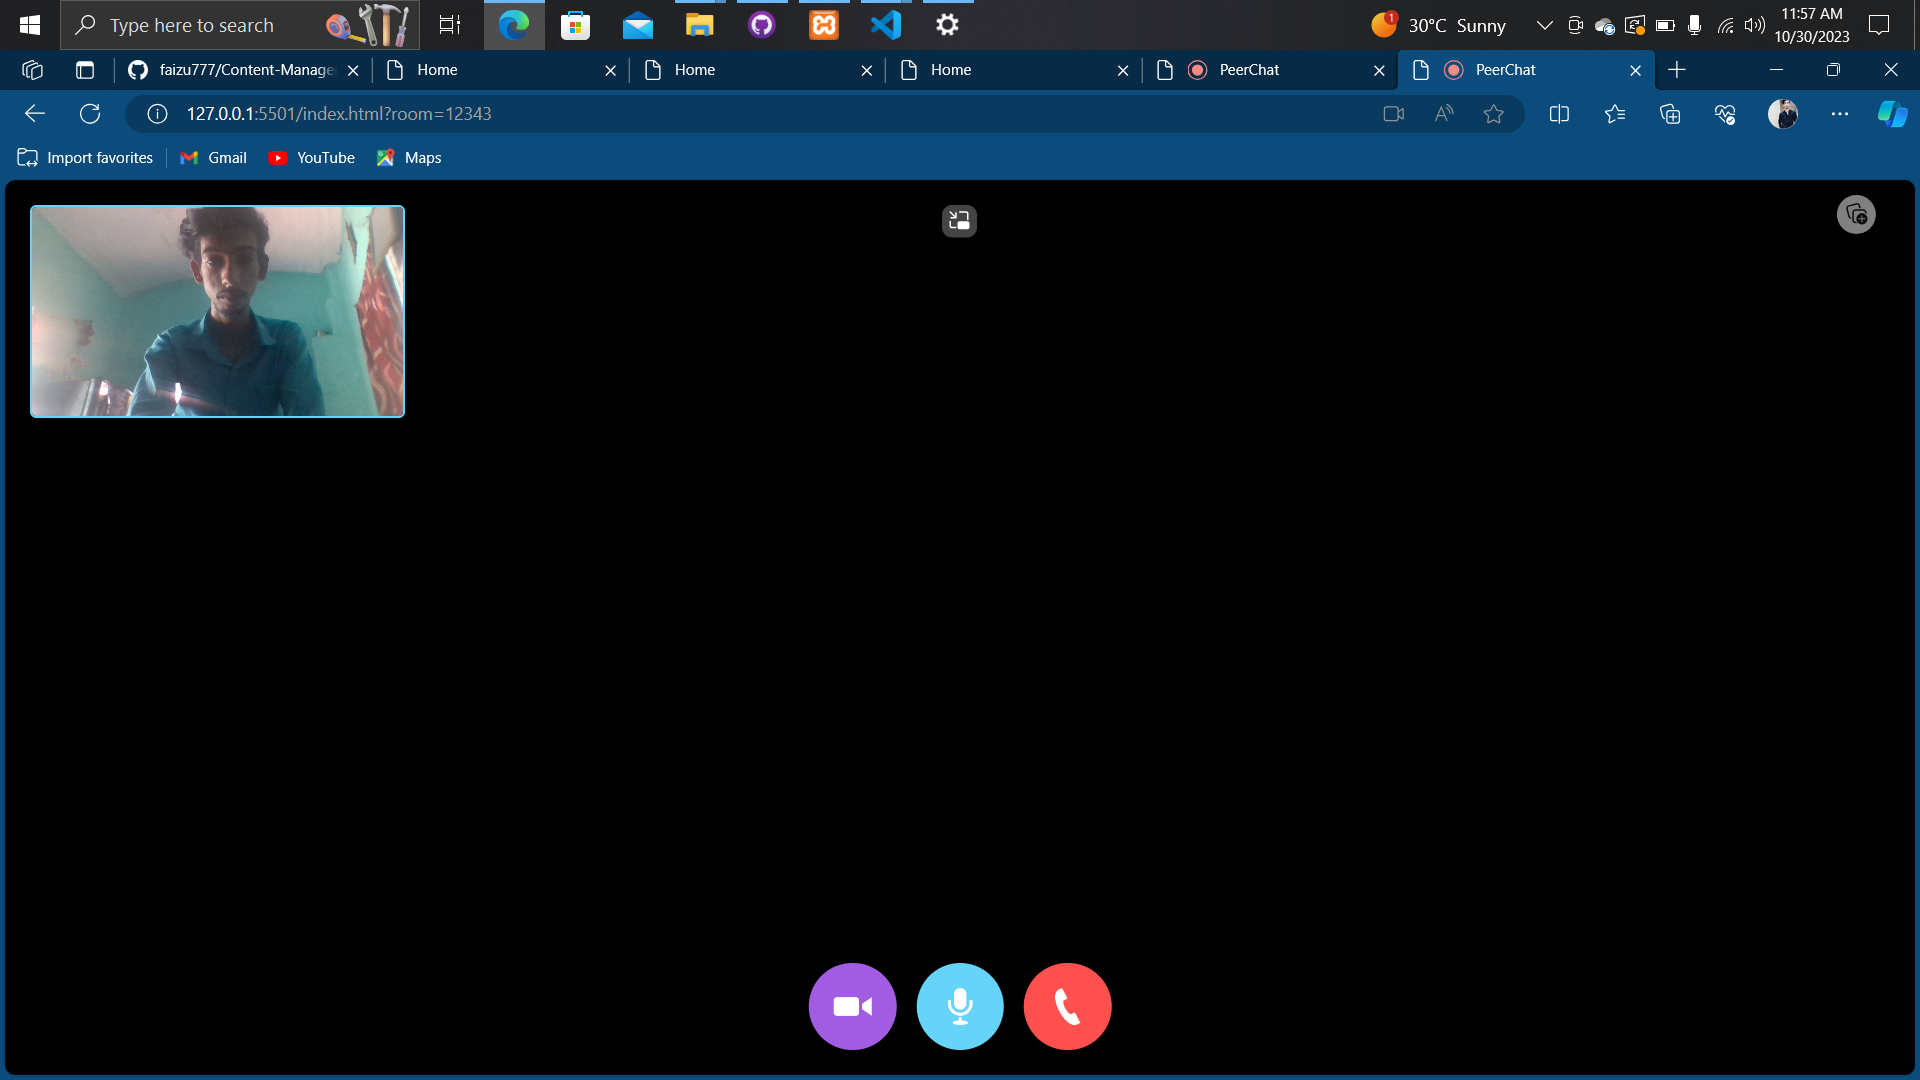 Type here to search
1
30°C Sunny
11:57 AM
10/30/2023
faizu777/Content-Manage
Home
Home
Home
PeerChat
PeerChat
127.0.0.1:5501/index.html?room=12343
Import favorites
Gmail
YouTube
Maps